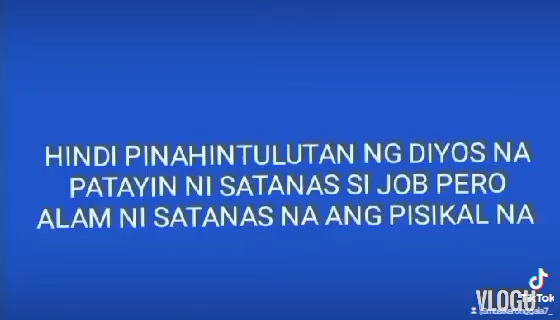 HINDI PINAHINTULUTAN NG DIYOS NA
PATAYIN NI SATANAS SI JOB PERO
ALAM NI SATANAS NA ANG PISIKAL NA
TikTok